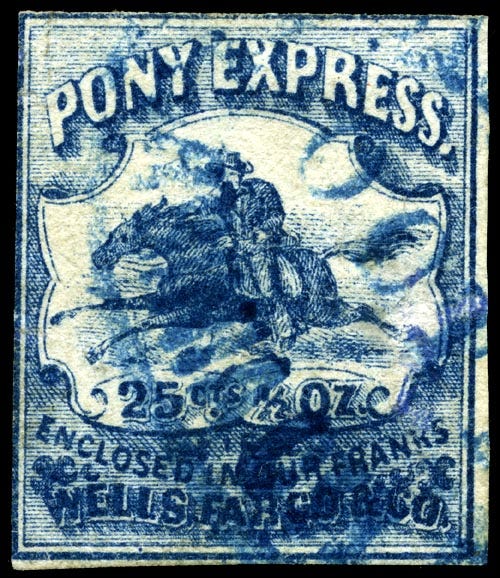 PONY EXPRESS,
25 CTS. ½ OZ.
ENCLOSED IN OUR FRANKS
WELLS, FARGO & CO.